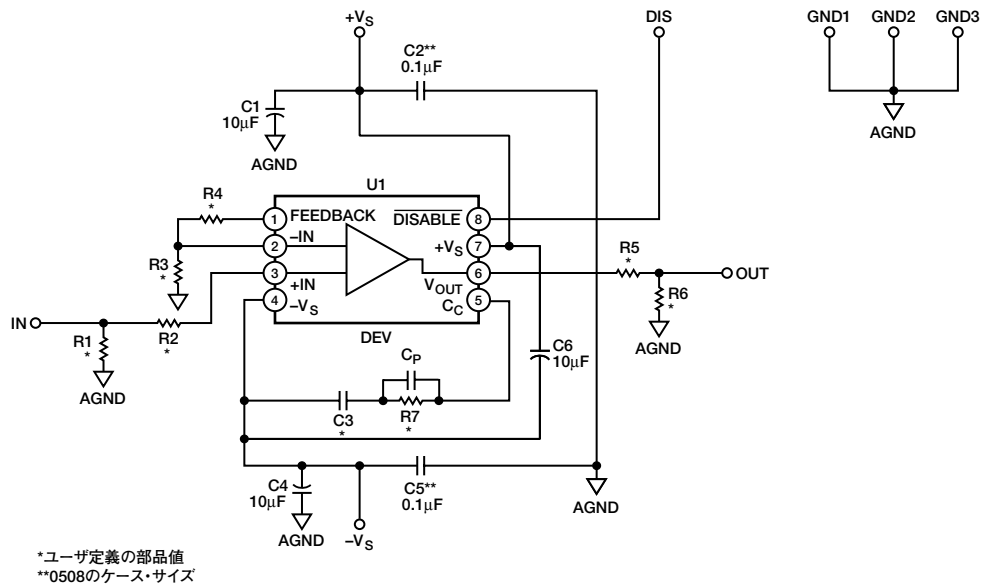 +VS
DIS
GND1 GND2 GND3
C2**
0.1µF
C1
10µF
AGND
AGND
U1
R4
*
1 FEEDBACK
DISABLE 8
2 –IN
+VS 7
R3
*
3 +IN
VOUT 6
4 –VS
CC 5
R5
*
OUT
R6
*
AGND
IN
R1
*
R2
*
AGND
DEV
C6
10µF
CP
C3
*
R7
*
C4
10µF
C5**
0.1µF
AGND
–VS
AGND
*ユーザ定義の部品値
**0508のケース・サイズ